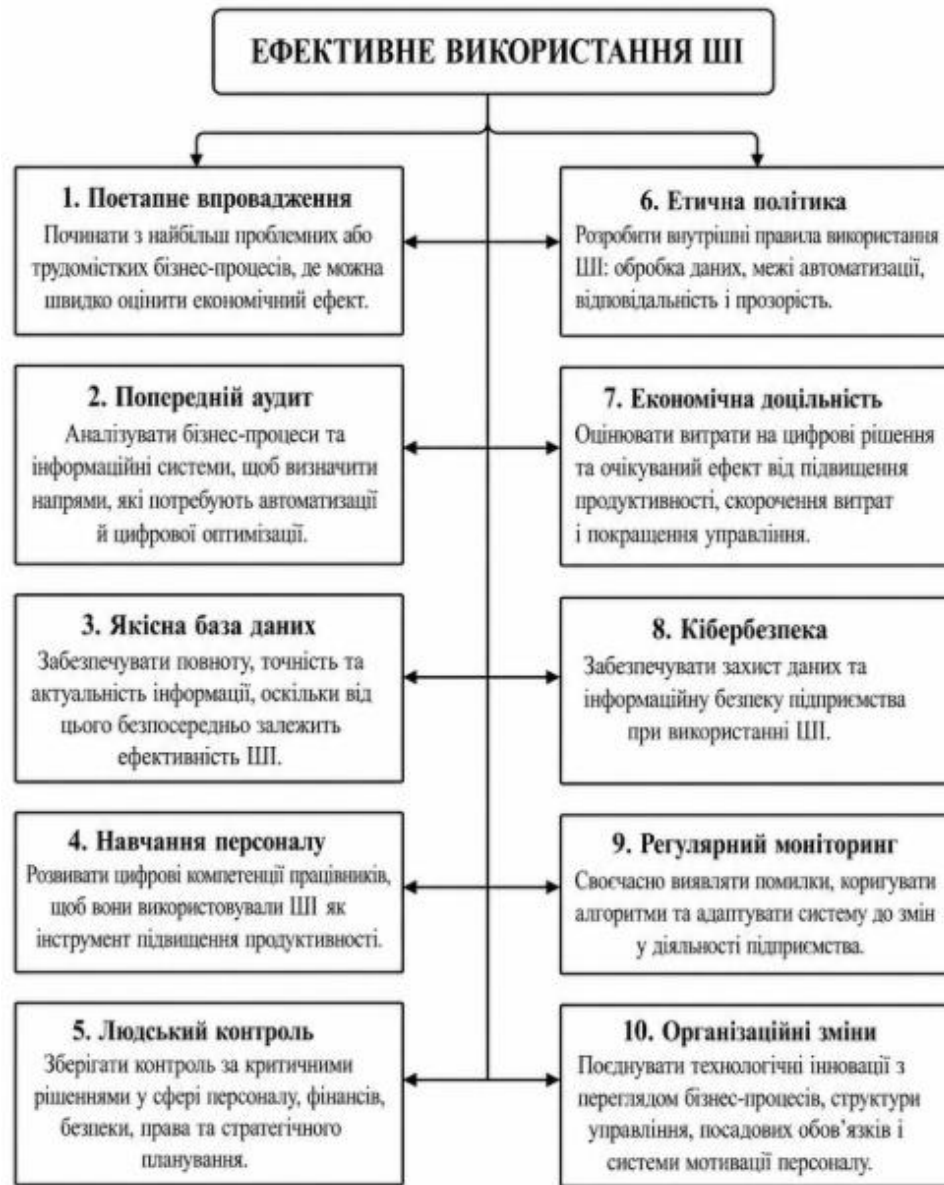 ЕФЕКТИВНЕ ВИКОРИСТАННЯ ШІ
1. Поетапне впровадження
Починати з найбільш проблемних або
трудомістких бізнес-процесів, де можна
швидко оцінити економічний ефект.
2. Попередній аудит
Аналізувати бізнес-процеси та
інформаційні системи, щоб визначити
напрями, які потребують автоматизації
й цифрової оптимізації.
3. Якісна база даних
Забезпечувати повноту, точність та
актуальність інформації, оскільки від
цього безпосередньо залежить
ефективність ШІ.
4. Навчання персоналу
Розвивати цифрові компетенції працівників,
щоб вони використовували ШІ як
інструмент підвищення продуктивності.
5. Людський контроль
Зберігати контроль за критичними
рішеннями у сфері персоналу, фінансів,
безпеки, права та стратегічного
планування.
6. Етична політика
Розробити внутрішні правила використання
ШІ: обробка даних, межі автоматизації,
відповідальність і прозорість.
7. Економічна доцільність
Оцінювати витрати на цифрові рішення
та очікуваний ефект від підвищення
продуктивності, скорочення витрат
і покращення управління.
8. Кібербезпека
Забезпечувати захист даних та
інформаційну безпеку підприємства
при використанні ШІ.
9. Регулярний моніторинг
Своєчасно виявляти помилки, коригувати
алгоритми та адаптувати систему до змін
у діяльності підприємства.
10. Організаційні зміни
Поєднувати технологічні інновації з
переглядом бізнес-процесів, структури
управління, посадових обов’язків і
системи мотивації персоналу.